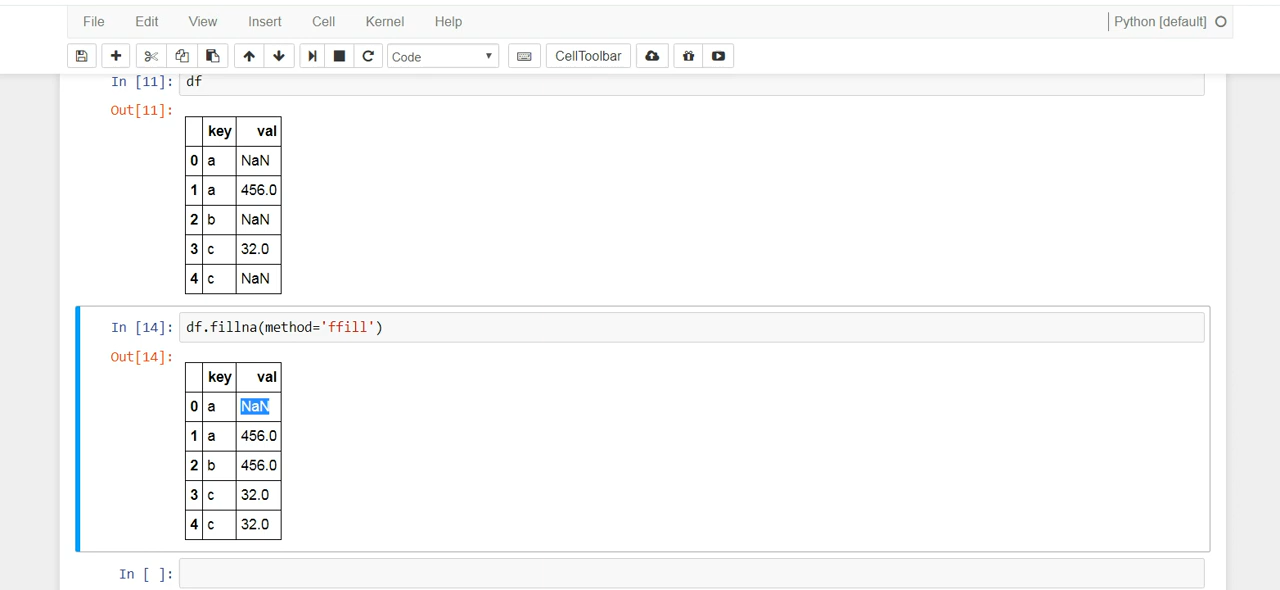 File Edit View Insert Cell Kernel Help Python [default]
Code CellToolbar
In [11]: df
Out[11]:
key val
0 a NaN
1 a 456.0
2 b NaN
3 c 32.0
4 c NaN
In [14]: df.fillna(method='ffill')
Out[14]:
key val
0 a NaN
1 a 456.0
2 b 456.0
3 c 32.0
4 c 32.0
In [ ]: